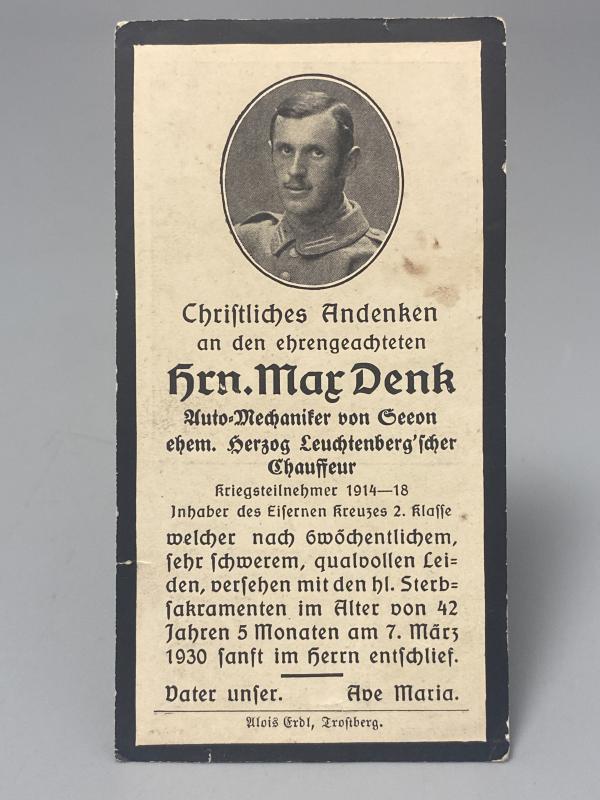 Chriſtliches Andenken
an den ehrengeachteten
Hrn. Max Denk
Auto-Mechaniker von Seeon
ehem. Herzog Leuchtenberg'ſcher
Chauffeur
Kriegsteilnehmer 1914—18
Inhaber des Eiſernen Kreuzes 2. Klaſſe
welcher nach 6wöchentlichem,
ſehr ſchwerem, qualvollen Lei-
den, verſehen mit den hl. Sterb-
ſakramenten im Alter von 42
Jahren 5 Monaten am 7. März
1930 ſanft im Herrn entſchlief.
Vater unſer. Ave Maria.
Alois Erdl, Troſtberg.